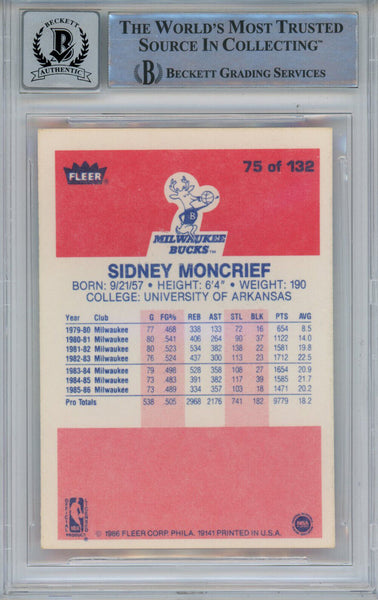 BECKETT
AUTHENTIC
THE WORLD'S MOST TRUSTED
SOURCE IN COLLECTING™
B BECKETT GRADING SERVICES
FLEER
75 of 132
B
MILWAUKEE
BUCKS™
SIDNEY MONCRIEF
BORN: 9/21/57 • HEIGHT: 6'4" • WEIGHT: 190
COLLEGE: UNIVERSITY OF ARKANSAS
Year Club G FG% REB AST STL BLK PTS AVG
1979-80 Milwaukee 77 .468 338 133 72 16 654 8.5
1980-81 Milwaukee 80 .541 406 264 90 37 1122 14.0
1981-82 Milwaukee 80 .523 534 382 138 22 1581 19.8
1982-83 Milwaukee 76 .524 437 300 113 23 1712 22.5
1983-84 Milwaukee 79 .498 528 358 108 27 1654 20.9
1984-85 Milwaukee 73 .483 391 382 117 39 1585 21.7
1985-86 Milwaukee 73 .489 334 357 103 18 1471 20.2
Pro Totals 538 .505 2968 2176 741 182 9779 18.2
OFFICIAL LICENSED
NBA
PRODUCT
© 1986 FLEER CORP. PHILA. 19141 PRINTED IN U.S.A.